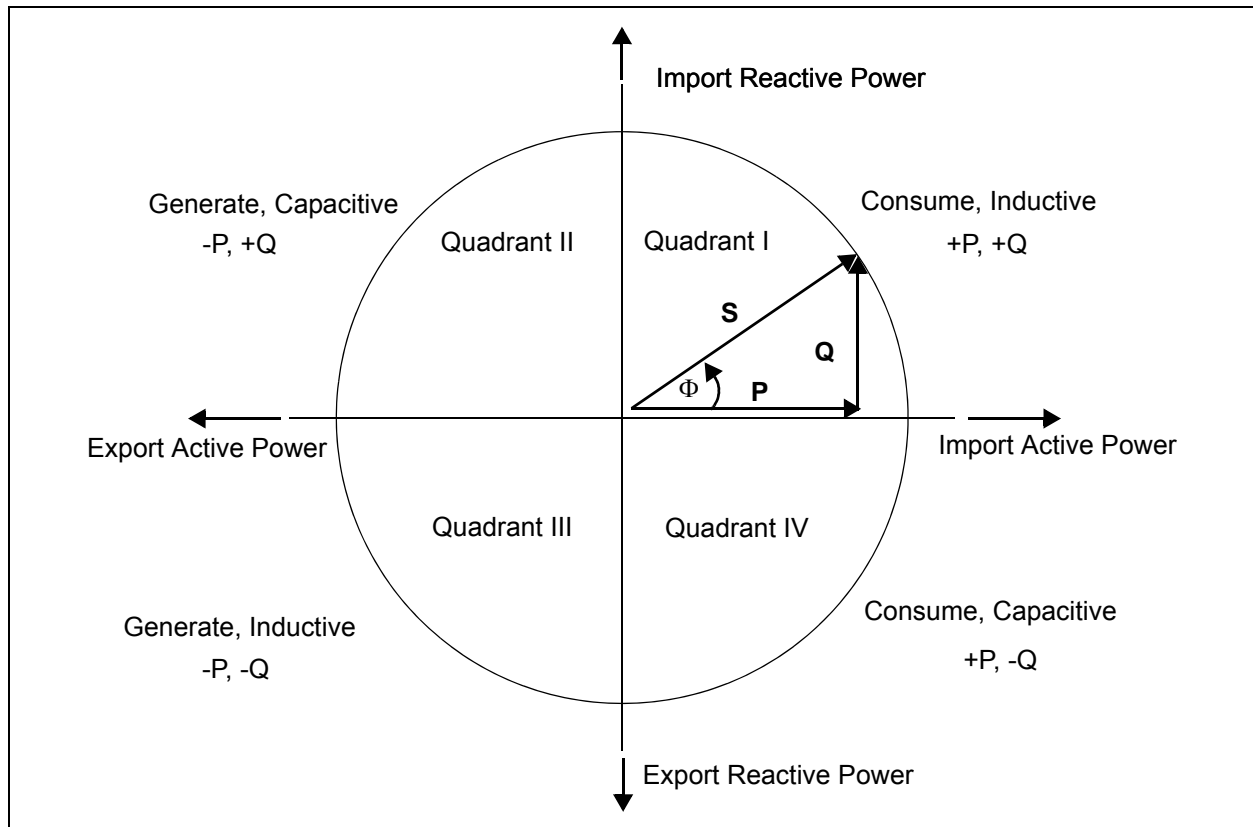 Import Reactive Power
Generate, Capacitive
-P, +Q
Consume, Inductive
+P, +Q
Quadrant II
Quadrant I
S
Q
Φ
P
Export Active Power
Import Active Power
Quadrant III
Quadrant IV
Generate, Inductive
-P, -Q
Consume, Capacitive
+P, -Q
Export Reactive Power